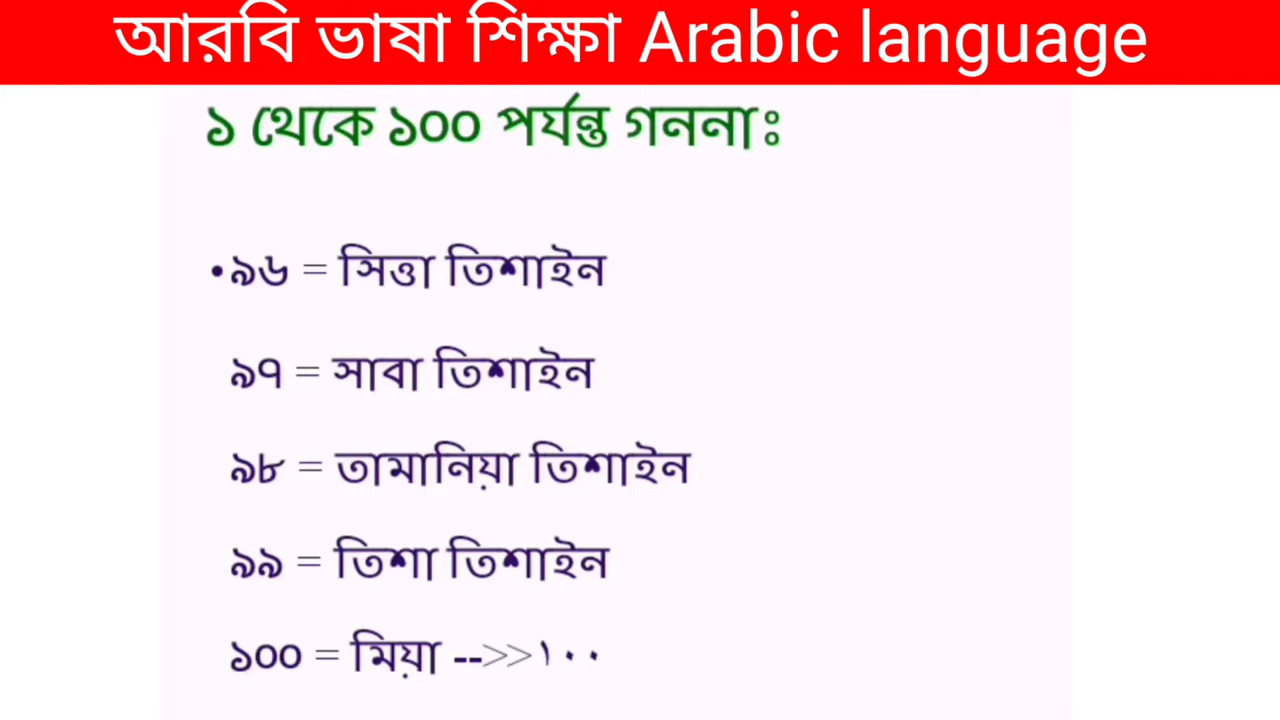 আরবি ভাষা শিক্ষা Arabic language
১ থেকে ১০০ পর্যন্ত গননাঃ
•৯৬ = সিত্তা তিশাইন
৯৭ = সাবা তিশাইন
৯৮ = তামানিয়া তিশাইন
৯৯ = তিশা তিশাইন
১০০ = মিয়া -->>١٠٠